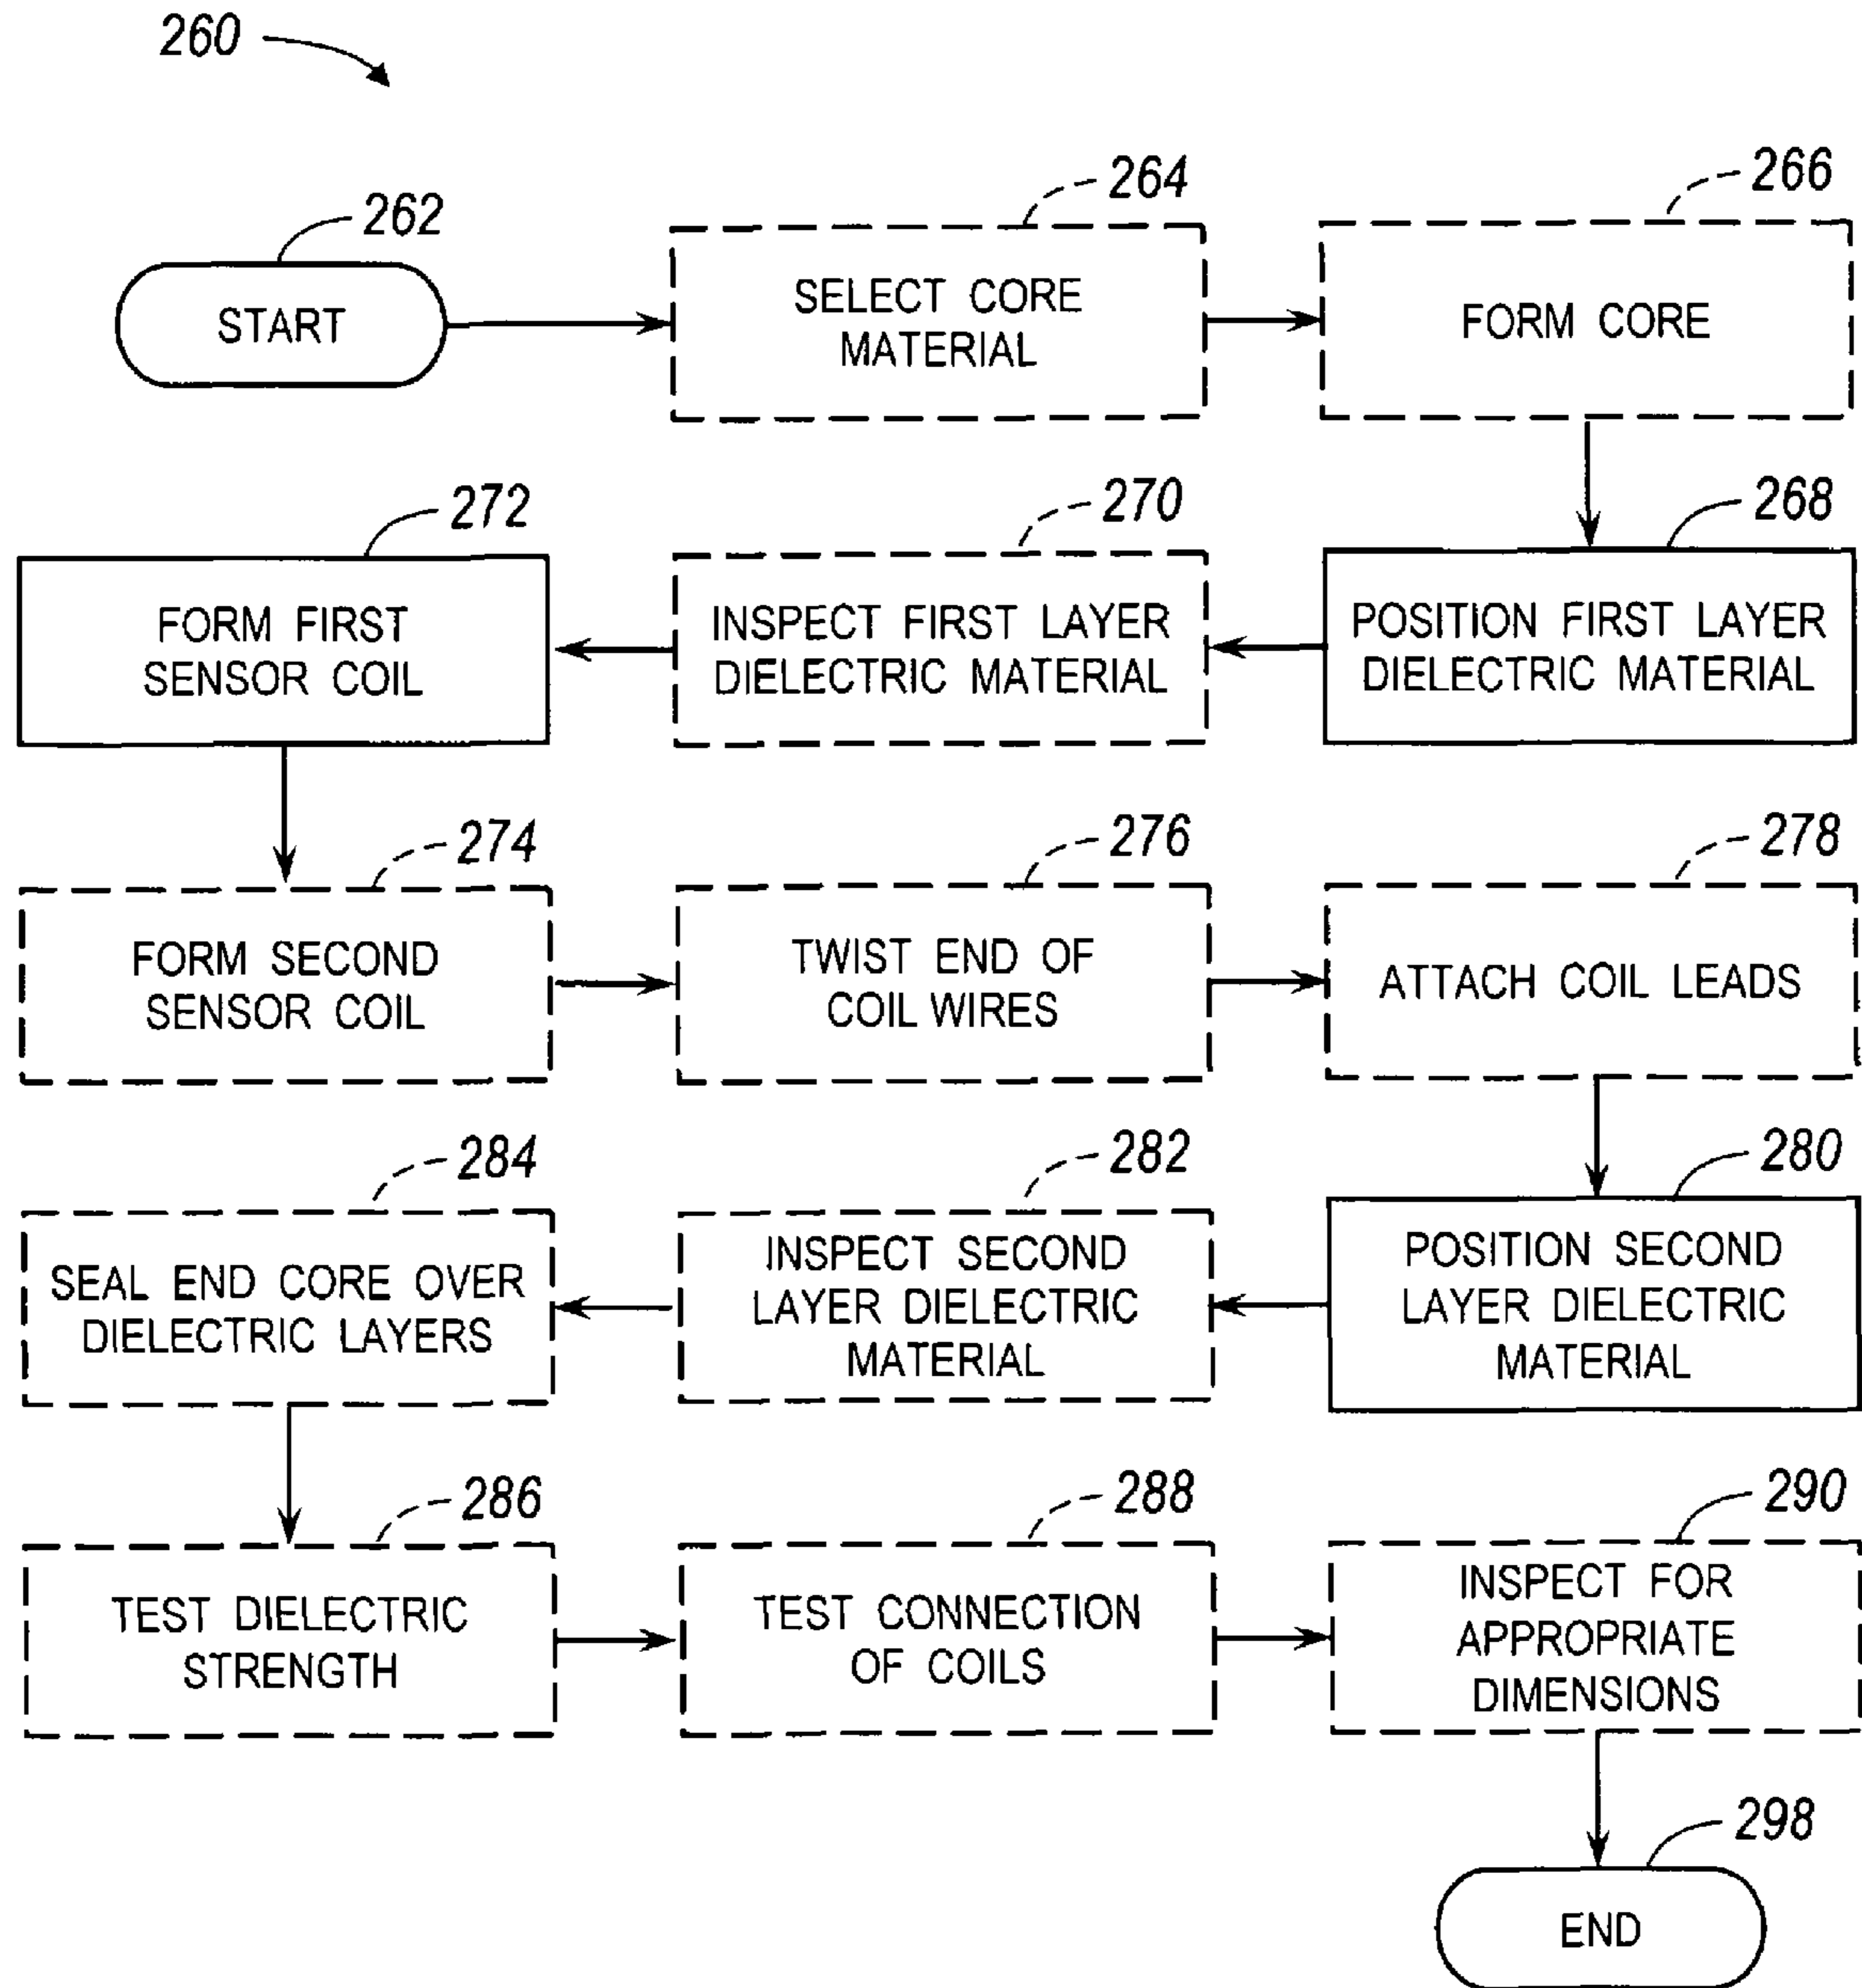 260
262
START
264
SELECT CORE
MATERIAL
266
FORM CORE
268
POSITION FIRST LAYER
DIELECTRIC MATERIAL
270
INSPECT FIRST LAYER
DIELECTRIC MATERIAL
272
FORM FIRST
SENSOR COIL
274
FORM SECOND
SENSOR COIL
276
TWIST END OF
COIL WIRES
278
ATTACH COIL LEADS
280
POSITION SECOND
LAYER DIELECTRIC
MATERIAL
282
INSPECT SECOND
LAYER DIELECTRIC
MATERIAL
284
SEAL END CORE OVER
DIELECTRIC LAYERS
286
TEST DIELECTRIC
STRENGTH
288
TEST CONNECTION
OF COILS
290
INSPECT FOR
APPROPRIATE
DIMENSIONS
298
END